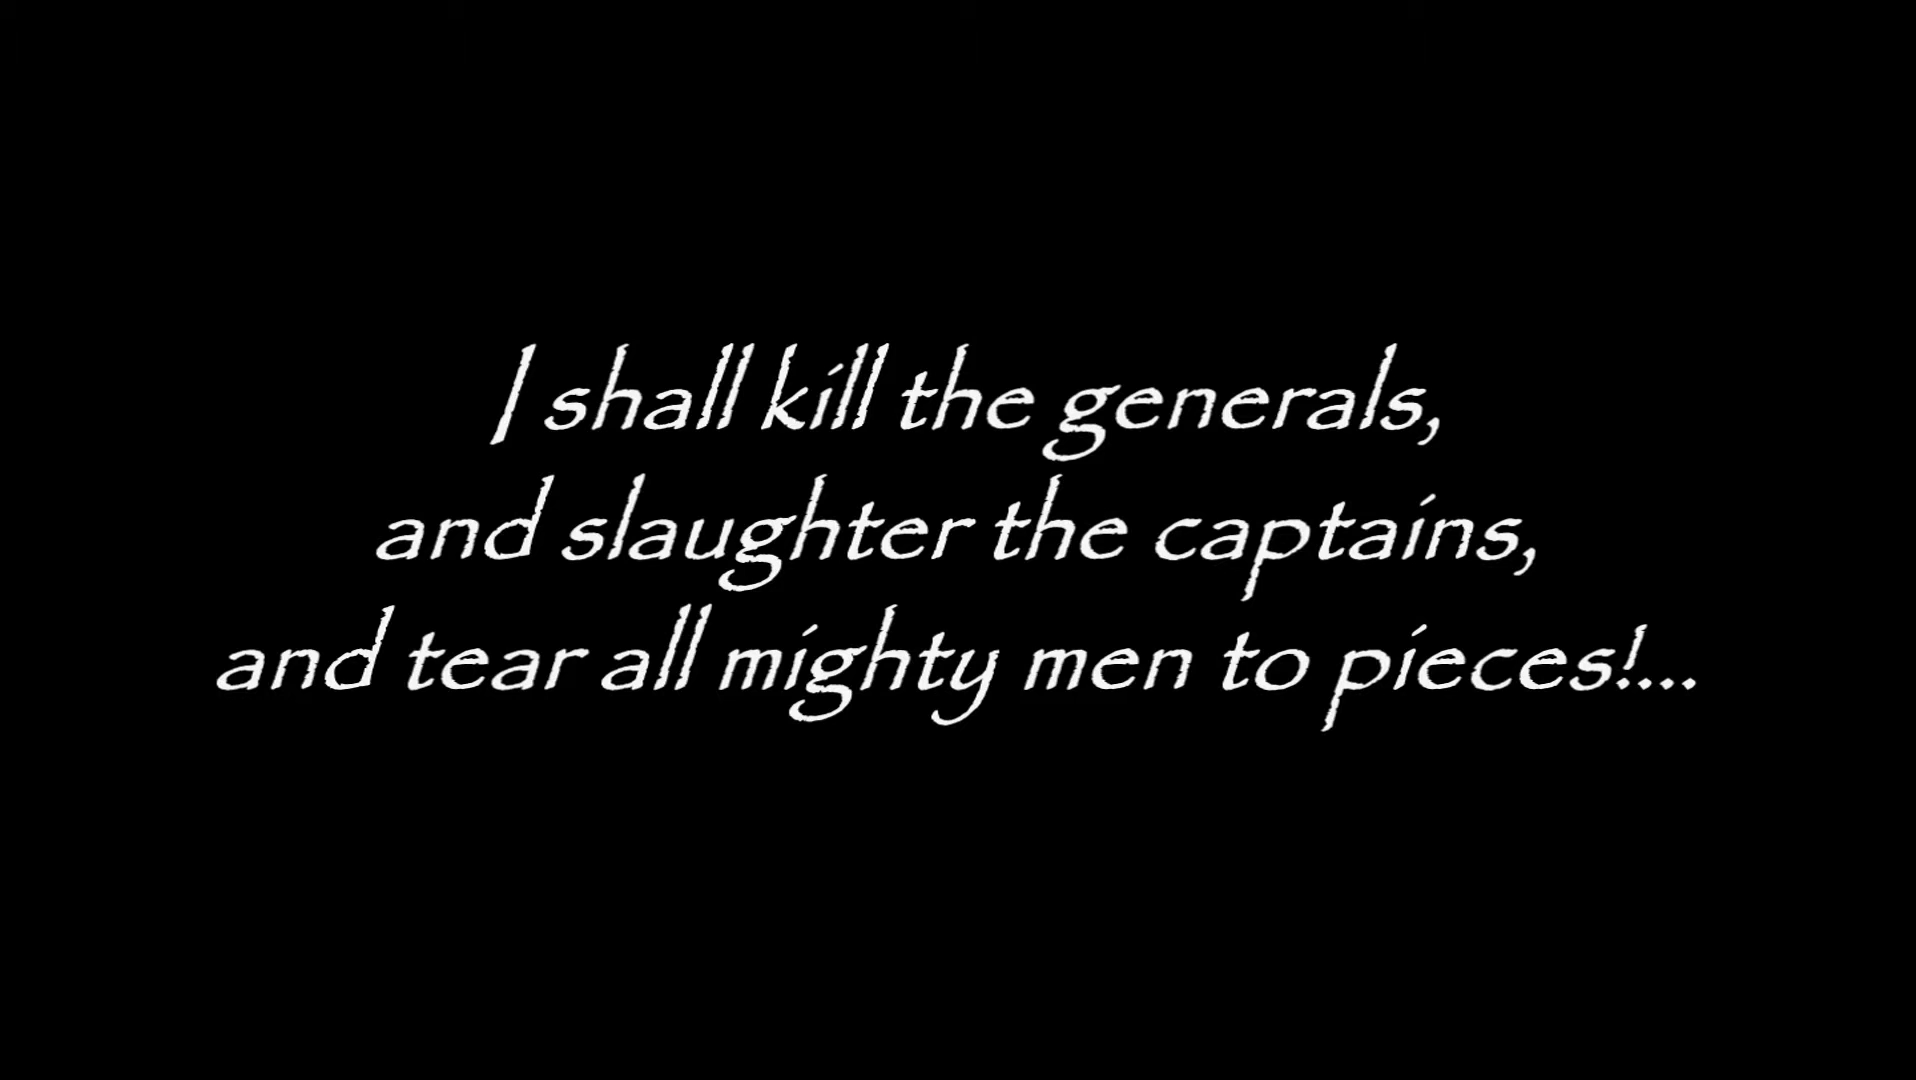 I shall kill the generals,
and slaughter the captains,
and tear all mighty men to pieces!...